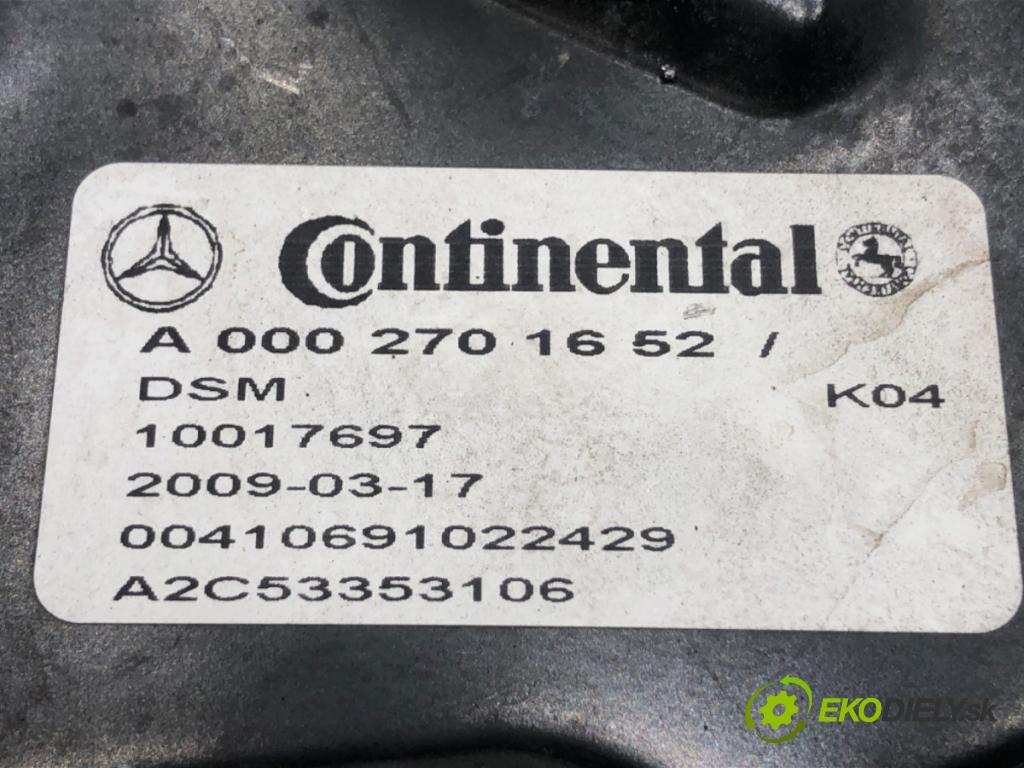 Continental
A 000 270 16 52 /
DSM
K04
10017697
2009-03-17
00410691022429
A2C53353106
EKODIELY.sk